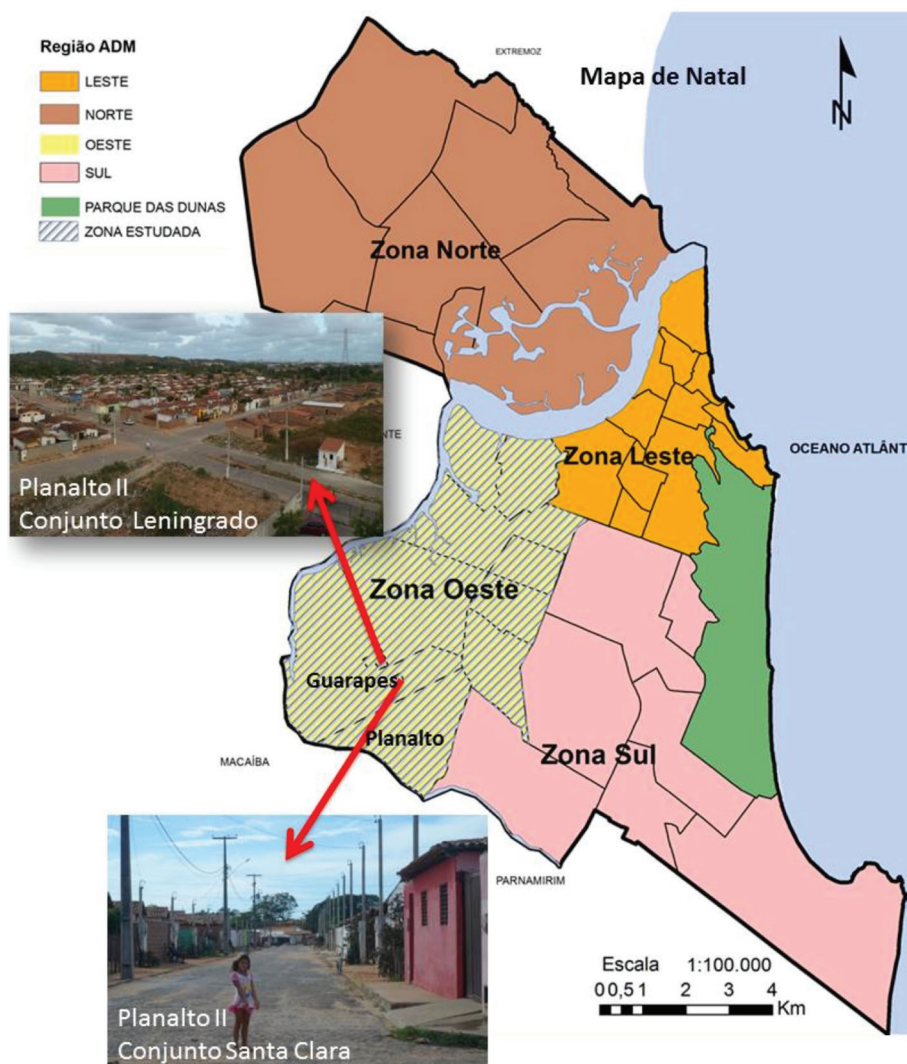 Região ADM
LESTE
NORTE
OESTE
SUL
PARQUE DAS DUNAS
ZONA ESTUDADA
EXTREMOZ
Mapa de Natal
N
Zona Norte
NTE
Planalto II
Conjunto Leningrado
Zona Leste
OCEANO ATLÂNT
Zona Oeste
Guarapes
Planalto
MACAÍBA
Zona Sul
PARNAMIRIM
Planalto II
Conjunto Santa Clara
Escala 1:100.000
0 0,5 1 2 3 4
Km